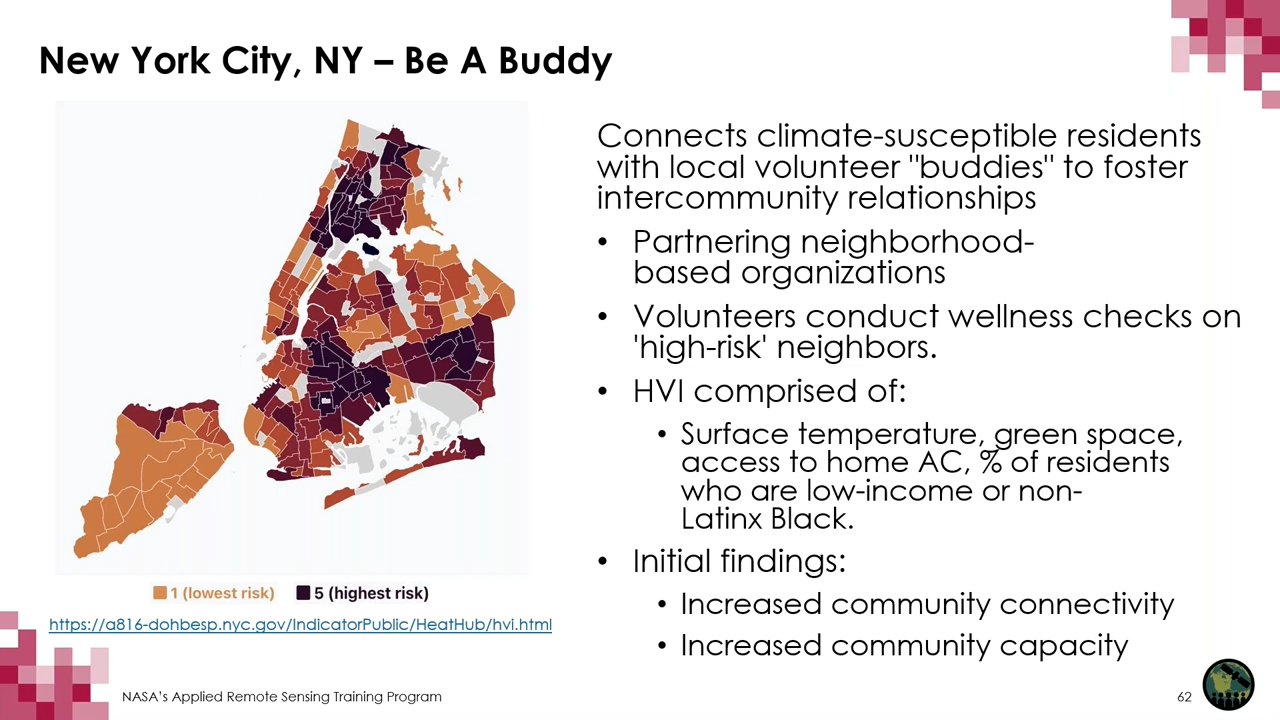 New York City, NY – Be A Buddy
Connects climate-susceptible residents
with local volunteer "buddies" to foster
intercommunity relationships
• Partnering neighborhood-
based organizations
• Volunteers conduct wellness checks on
'high-risk' neighbors.
• HVI comprised of:
• Surface temperature, green space,
access to home AC, % of residents
who are low-income or non-
Latinx Black.
• Initial findings:
• Increased community connectivity
• Increased community capacity
1 (lowest risk) 5 (highest risk)
https://a816-dohbesp.nyc.gov/IndicatorPublic/HeatHub/hvi.html
NASA's Applied Remote Sensing Training Program
62